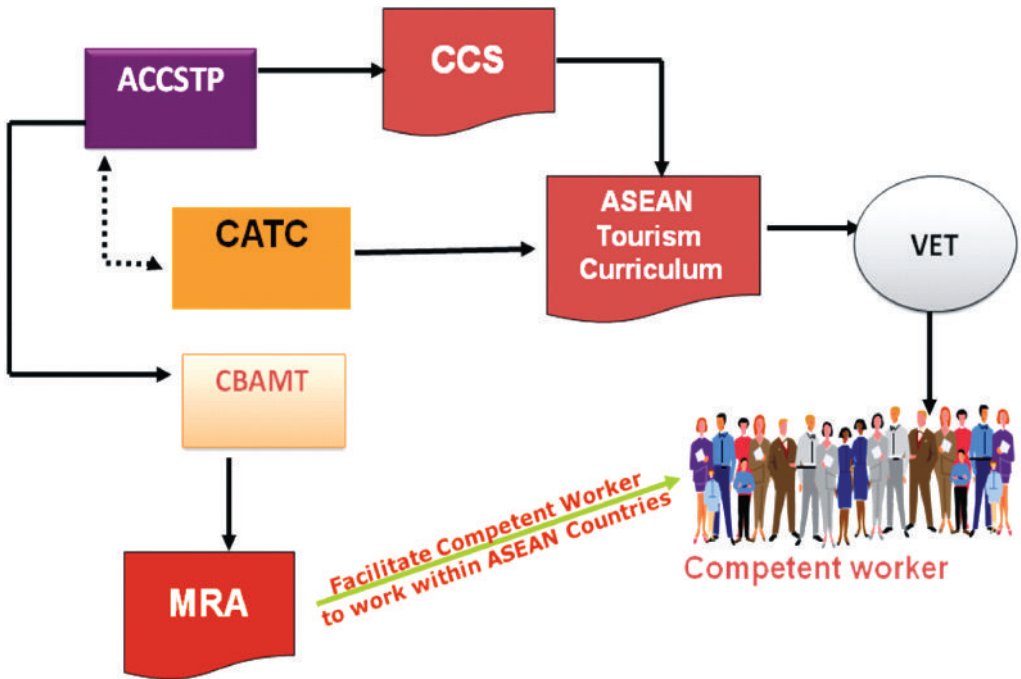 ACCSTP
CCS
CATC
ASEAN
Tourism
Curriculum
VET
CBAMT
MRA
Facilitate Competent Worker
to work within ASEAN Countries
Competent worker